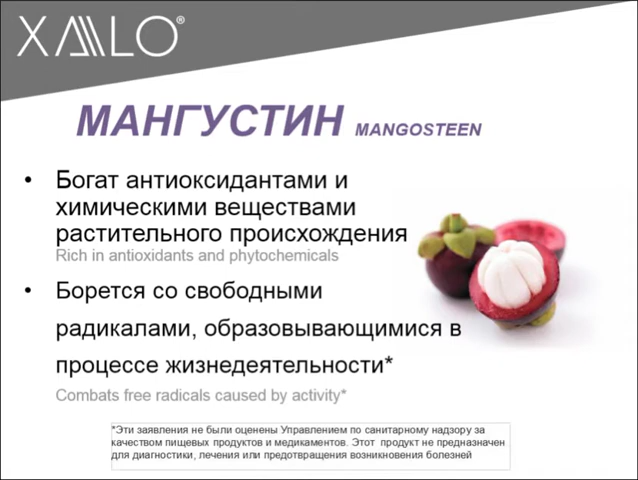 XALO®
МАНГУСТИН MANGOSTEEN
• Богат антиоксидантами и
химическими веществами
растительного происхождения
Rich in antioxidants and phytochemicals
• Борется со свободными
радикалами, образовывающимися в
процессе жизнедеятельности*
Combats free radicals caused by activity*
*Эти заявления не были оценены Управлением по санитарному надзору за
качеством пищевых продуктов и медикаментов. Этот продукт не предназначен
для диагностики, лечения или предотвращения возникновения болезней